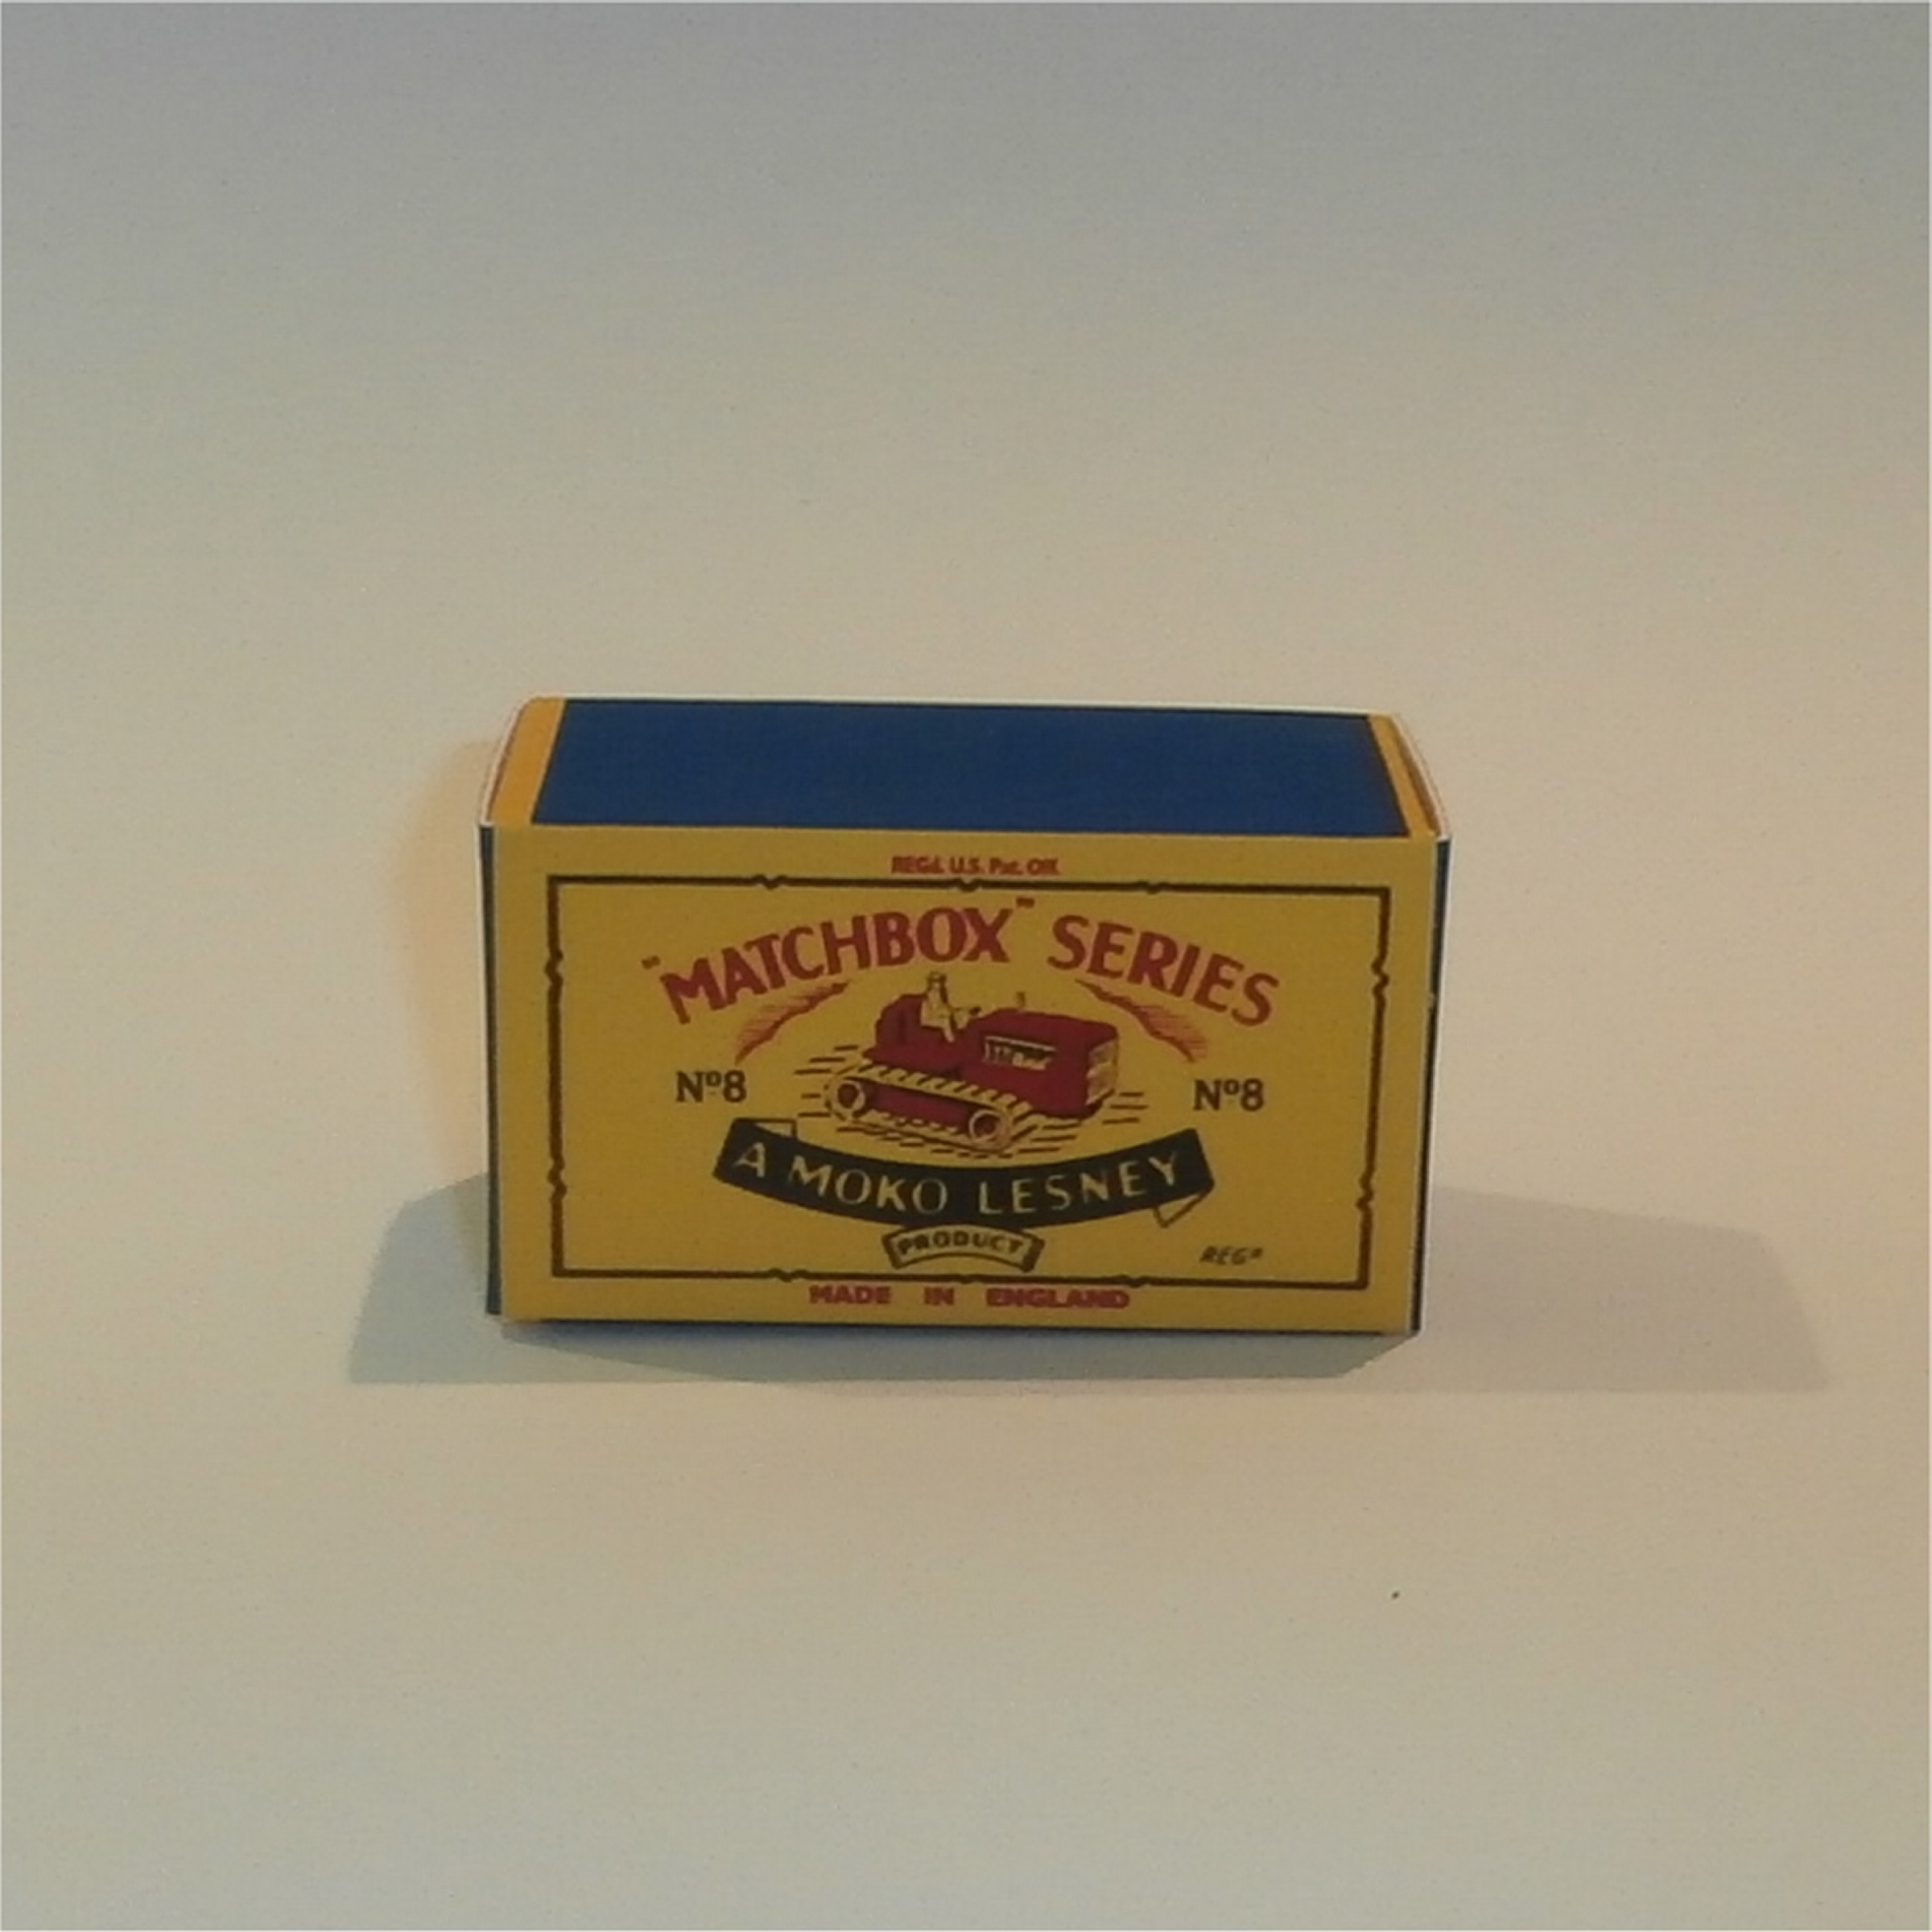 REGd. U.S. Pat. Off.
"MATCHBOX" SERIES
Nº8 Nº8
A MOKO LESNEY
PRODUCT
REGD
MADE IN ENGLAND